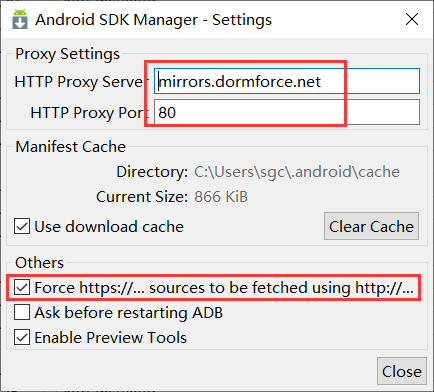 Android SDK Manager - Settings
Proxy Settings
HTTP Proxy Server mirrors.dormforce.net
HTTP Proxy Port 80
Manifest Cache
Directory: C:\Users\sgc\.android\cache
Current Size: 866 KiB
Use download cache Clear Cache
Others
Force https://... sources to be fetched using http://...
Ask before restarting ADB
Enable Preview Tools
Close